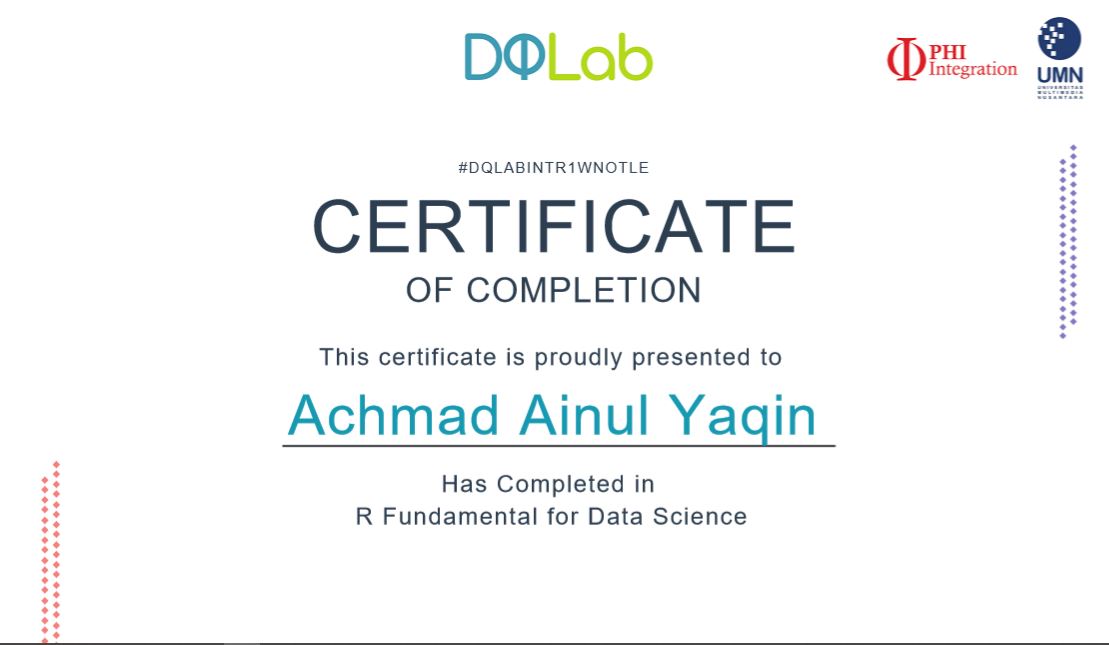 DQLab
PHI
Integration
UMN
UNIVERSITAS
MULTIMEDIA
NUSANTARA
#DQLABINTR1WNOTLE
CERTIFICATE
OF COMPLETION
This certificate is proudly presented to
Achmad Ainul Yaqin
Has Completed in
R Fundamental for Data Science